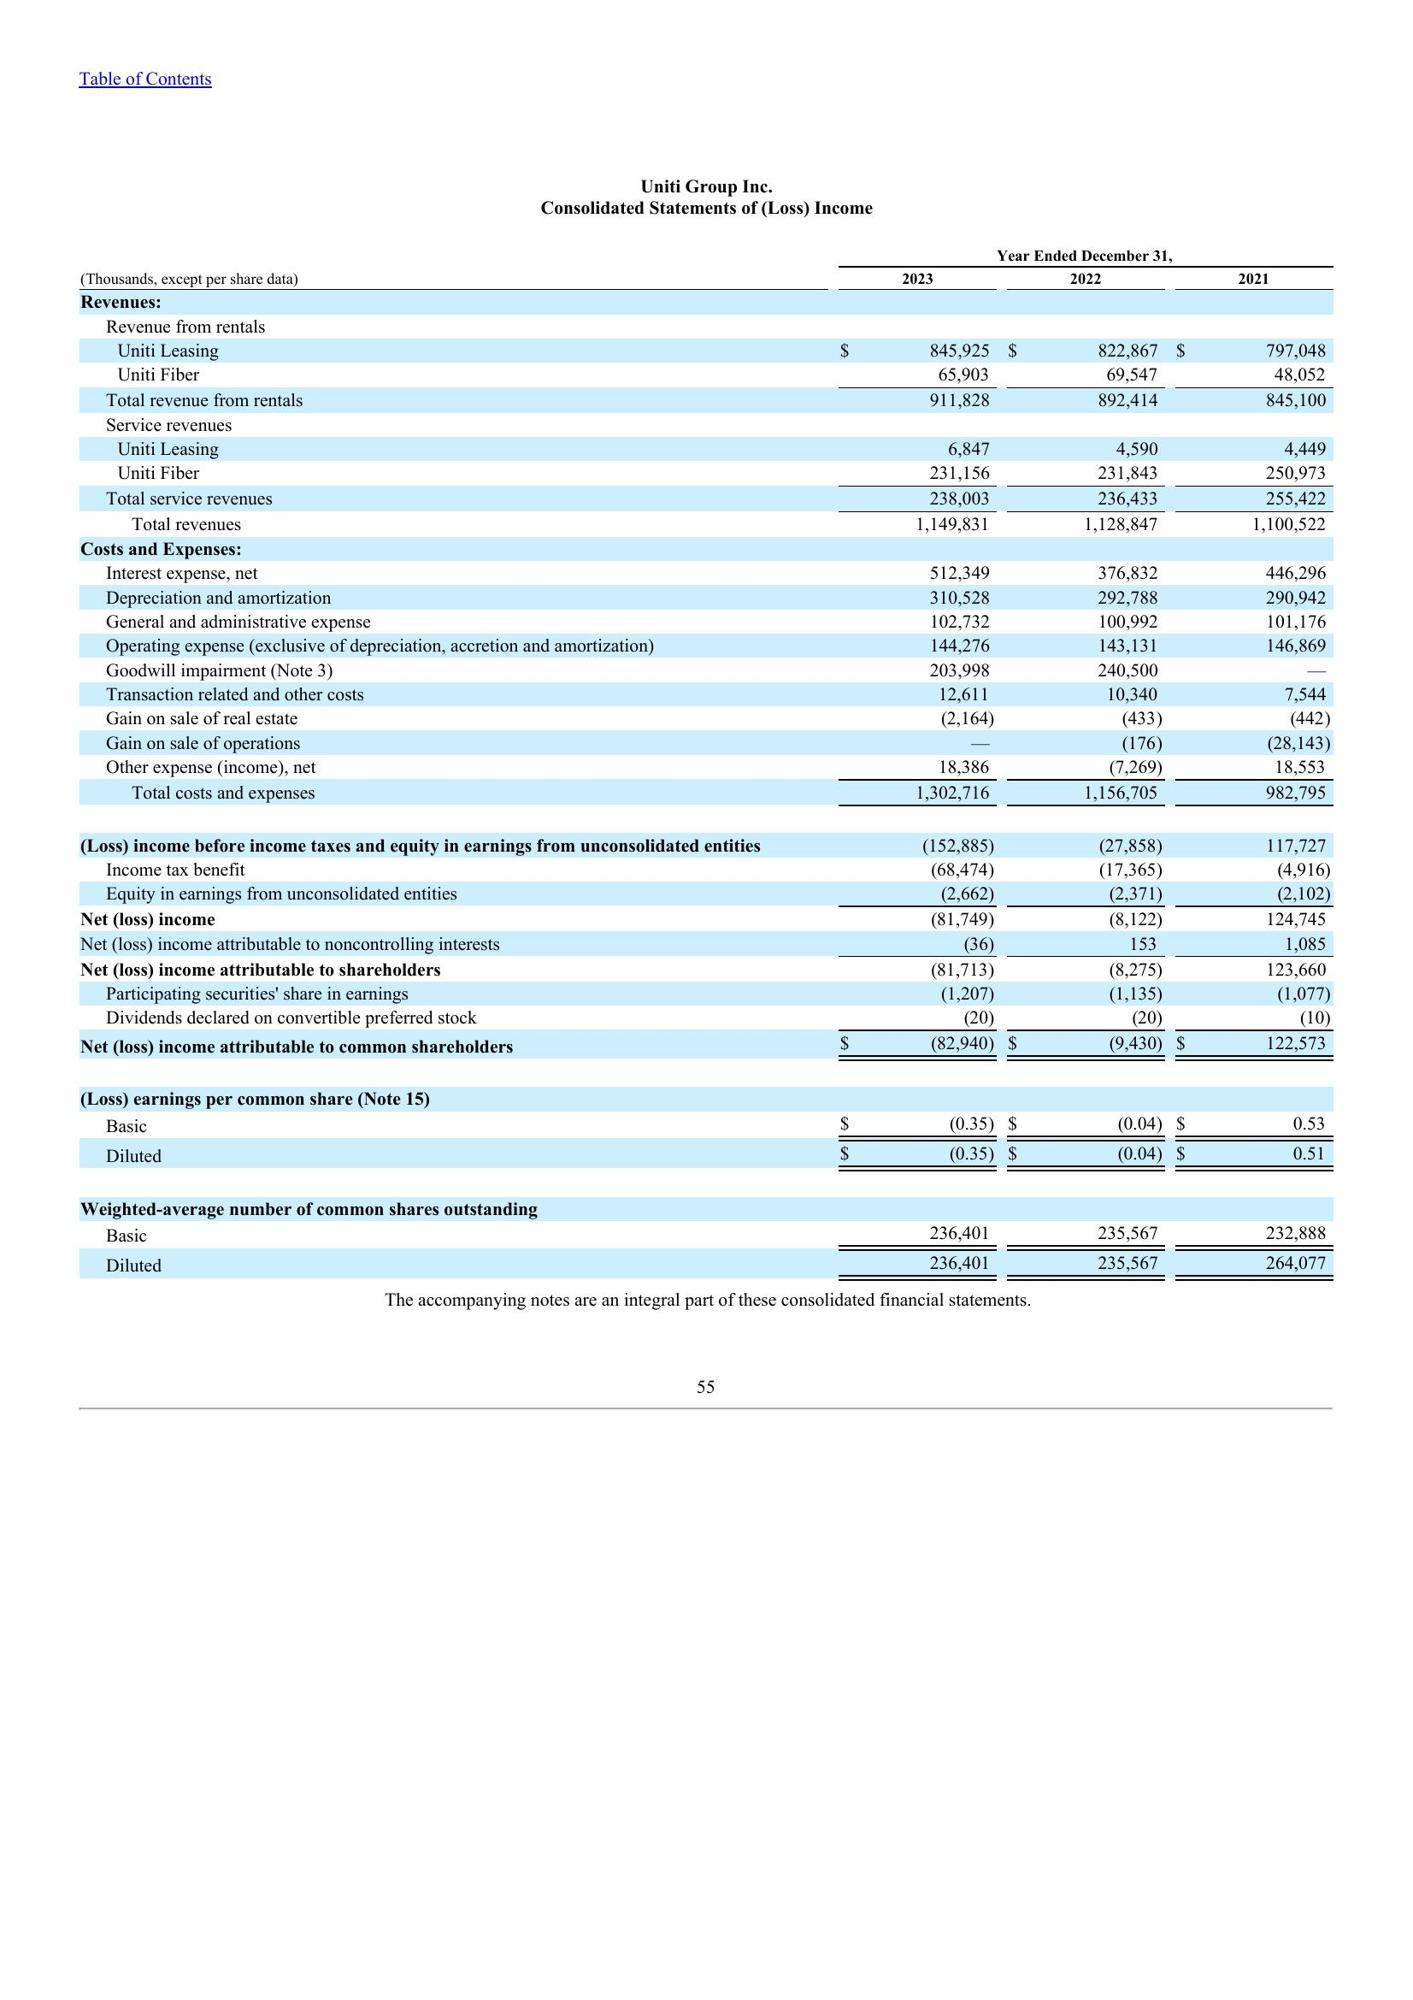 Table of Contents
Uniti Group Inc.
Consolidated Statements of (Loss) Income
Year Ended December 31,
(Thousands, except per share data) 2023 2022 2021
Revenues:
Revenue from rentals
Uniti Leasing $ 845,925 $ 822,867 $ 797,048
Uniti Fiber 65,903 69,547 48,052
Total revenue from rentals 911,828 892,414 845,100
Service revenues
Uniti Leasing 6,847 4,590 4,449
Uniti Fiber 231,156 231,843 250,973
Total service revenues 238,003 236,433 255,422
Total revenues 1,149,831 1,128,847 1,100,522
Costs and Expenses:
Interest expense, net 512,349 376,832 446,296
Depreciation and amortization 310,528 292,788 290,942
General and administrative expense 102,732 100,992 101,176
Operating expense (exclusive of depreciation, accretion and amortization) 144,276 143,131 146,869
Goodwill impairment (Note 3) 203,998 240,500 —
Transaction related and other costs 12,611 10,340 7,544
Gain on sale of real estate (2,164) (433) (442)
Gain on sale of operations — (176) (28,143)
Other expense (income), net 18,386 (7,269) 18,553
Total costs and expenses 1,302,716 1,156,705 982,795
(Loss) income before income taxes and equity in earnings from unconsolidated entities (152,885) (27,858) 117,727
Income tax benefit (68,474) (17,365) (4,916)
Equity in earnings from unconsolidated entities (2,662) (2,371) (2,102)
Net (loss) income (81,749) (8,122) 124,745
Net (loss) income attributable to noncontrolling interests (36) 153 1,085
Net (loss) income attributable to shareholders (81,713) (8,275) 123,660
Participating securities' share in earnings (1,207) (1,135) (1,077)
Dividends declared on convertible preferred stock (20) (20) (10)
Net (loss) income attributable to common shareholders $ (82,940) $ (9,430) $ 122,573
(Loss) earnings per common share (Note 15)
Basic $ (0.35) $ (0.04) $ 0.53
Diluted $ (0.35) $ (0.04) $ 0.51
Weighted-average number of common shares outstanding
Basic 236,401 235,567 232,888
Diluted 236,401 235,567 264,077
The accompanying notes are an integral part of these consolidated financial statements.
55